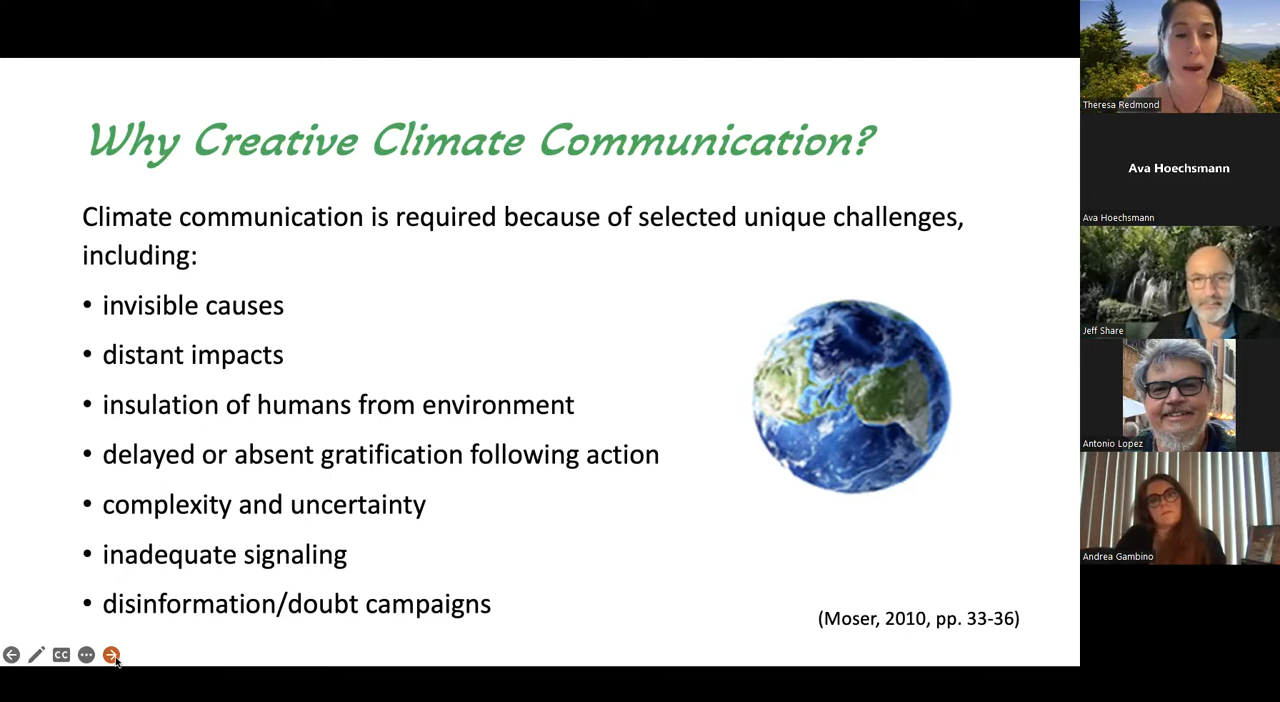 Why Creative Climate Communication?
Climate communication is required because of selected unique challenges,
including:
• invisible causes
• distant impacts
• insulation of humans from environment
• delayed or absent gratification following action
• complexity and uncertainty
• inadequate signaling
• disinformation/doubt campaigns
(Moser, 2010, pp. 33-36)
CC
Theresa Redmond
Ava Hoechsmann
Ava Hoechsmann
Jeff Share
Antonio Lopez
Andrea Gambino